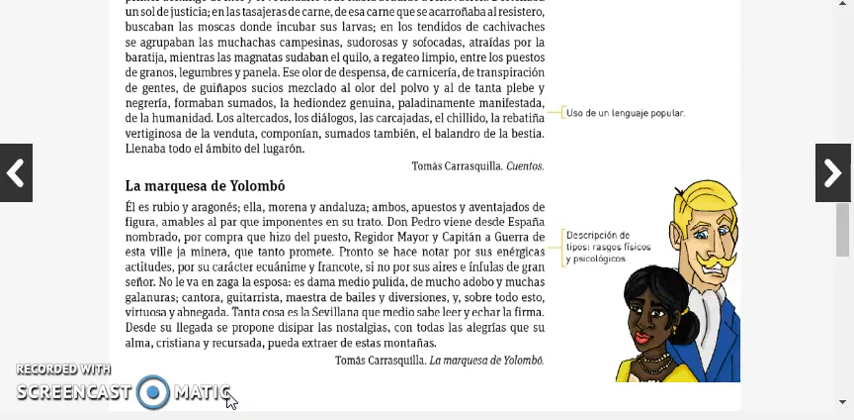 un sol de justicia; en las tasajeras de carne, de esa carne que se acarroñaba al resistero,
buscaban las moscas donde incubar sus larvas; en los tendidos de cachivaches
se agrupaban las muchachas campesinas, sudorosas y sofocadas, atraídas por la
baratija, mientras las magnatas sudaban el quilo, a regateo limpio, entre los puestos
de granos, legumbres y panela. Ese olor de despensa, de carnicería, de transpiración
de gentes, de guiñapos sucios mezclado al olor del polvo y al de tanta plebe y
negrería, formaban sumados, la hediondez genuina, paladinamente manifestada,
de la humanidad. Los altercados, los diálogos, las carcajadas, el chillido, la rebatiña
vertiginosa de la venduta, componían, sumados también, el balandro de la bestia.
Llenaba todo el ámbito del lugarón.
Tomás Carrasquilla. Cuentos.
Uso de un lenguaje popular.
La marquesa de Yolombó
Él es rubio y aragonés; ella, morena y andaluza; ambos, apuestos y aventajados de
figura, amables al par que imponentes en su trato. Don Pedro viene desde España
nombrado, por compra que hizo del puesto, Regidor Mayor y Capitán a Guerra de
esta ville ja minera, que tanto promete. Pronto se hace notar por sus enérgicas
actitudes, por su carácter ecuánime y francote, si no por sus aires e ínfulas de gran
señor. No le va en zaga la esposa: es dama medio pulida, de mucho adobo y muchas
galanuras; cantora, guitarrista, maestra de bailes y diversiones, y, sobre todo esto,
virtuosa y abnegada. Tanta cosa es la Sevillana que medio sabe leer y echar la firma.
Desde su llegada se propone disipar las nostalgias, con todas las alegrías que su
alma, cristiana y recursada, pueda extraer de estas montañas.
Tomás Carrasquilla. La marquesa de Yolombó.
Descripción de
tipos: rasgos físicos
y psicológicos.
RECORDED WITH
SCREENCAST MATIC